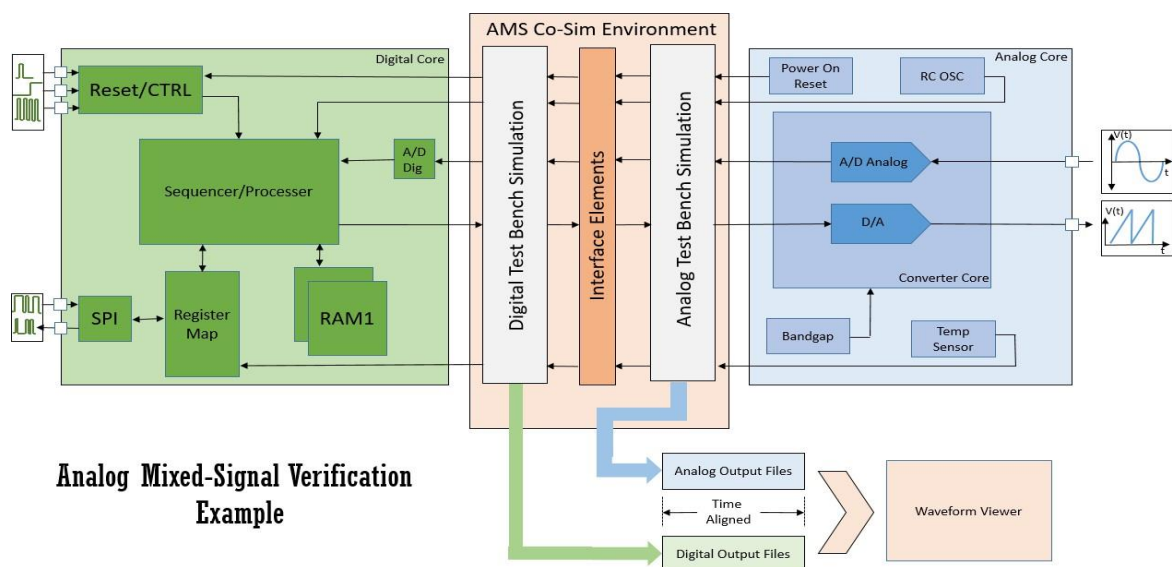 AMS Co-Sim Environment
Digital Core
Reset/CTRL
A/D
Dig
Sequencer/Processer
SPI
Register
Map
RAM1
Digital Test Bench Simulation
Interface Elements
Analog Test Bench Simulation
Analog Core
Power On
Reset
RC OSC
A/D Analog
D/A
Converter Core
Bandgap
Temp
Sensor
V(t)
t
V(t)
t
Analog Mixed-Signal Verification
Example
Analog Output Files
Time
Aligned
Digital Output Files
Waveform Viewer